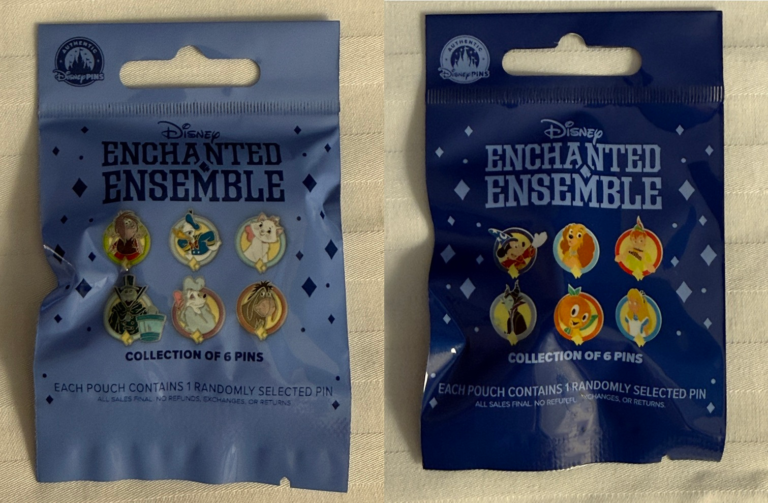 AUTHENTIC
Disney PINS
Disney
ENCHANTED
ENSEMBLE
COLLECTION OF 6 PINS
EACH POUCH CONTAINS 1 RANDOMLY SELECTED PIN
ALL SALES FINAL. NO REFUNDS, EXCHANGES, OR RETURNS.
AUTHENTIC
Disney PINS
Disney
ENCHANTED
ENSEMBLE
COLLECTION OF 6 PINS
EACH POUCH CONTAINS 1 RANDOMLY SELECTED PIN
ALL SALES FINAL. NO REFUNDS, EXCHANGES, OR RETURNS.